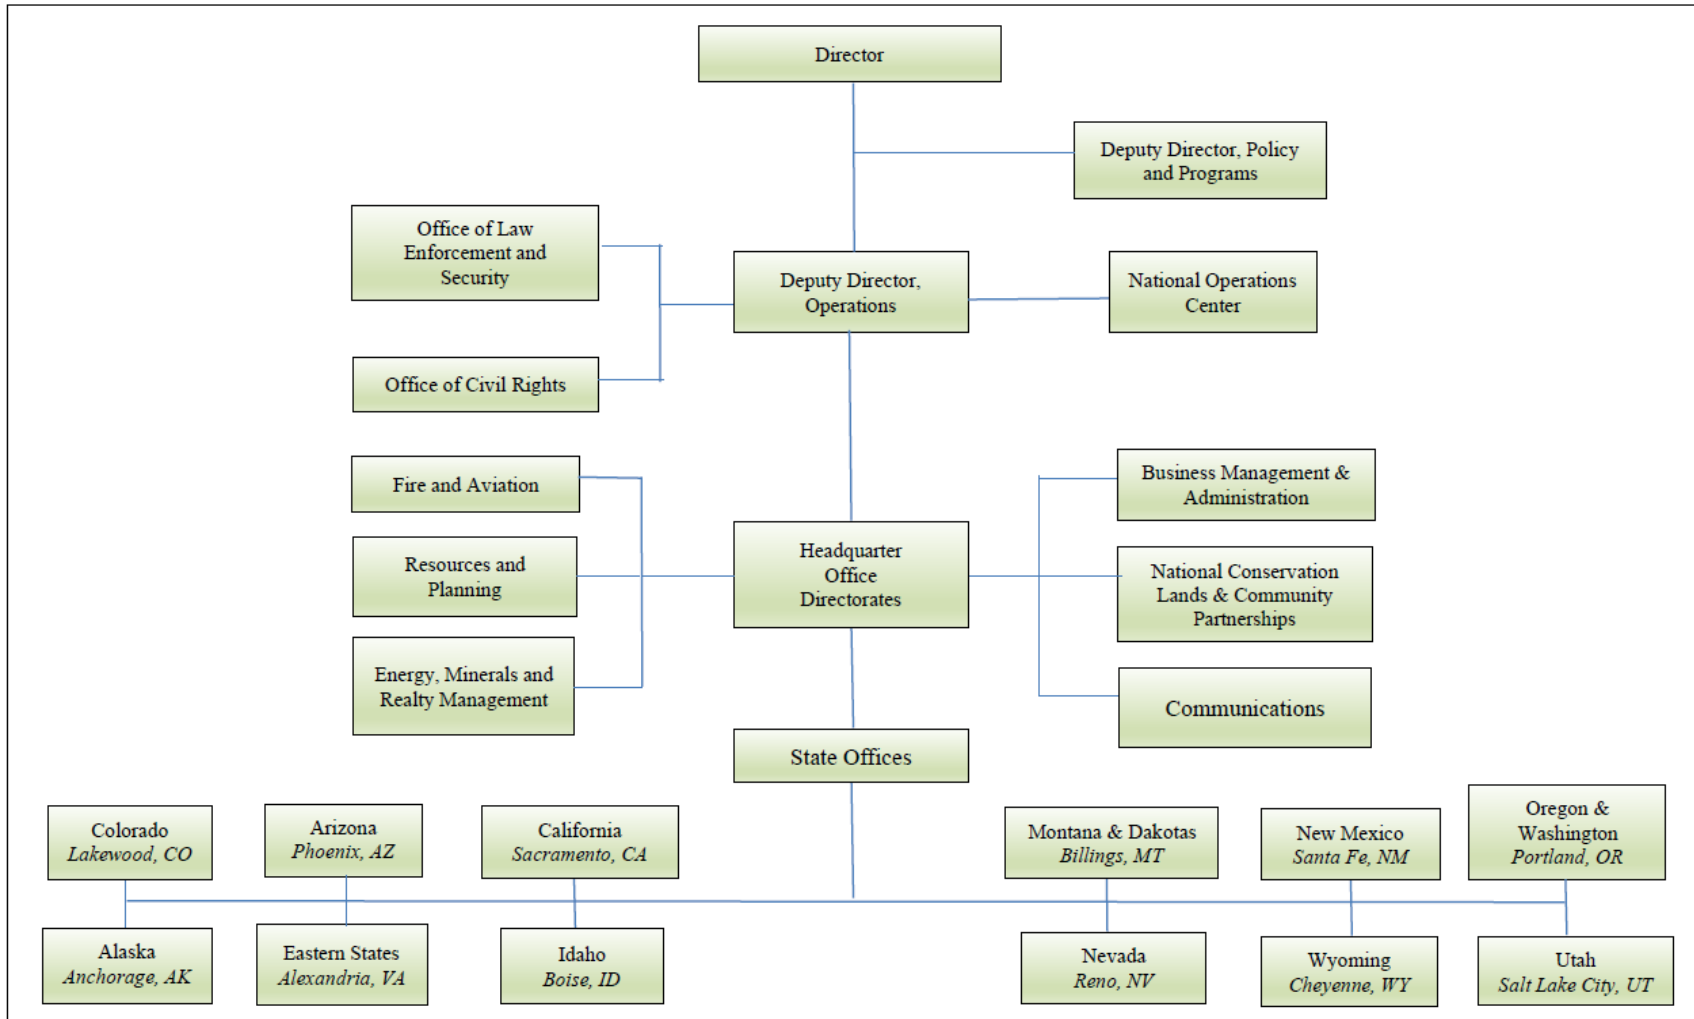 Director
Deputy Director, Policy
and Programs
Office of Law
Enforcement and
Security
Deputy Director,
Operations
National Operations
Center
Office of Civil Rights
Fire and Aviation
Business Management &
Administration
Resources and
Planning
Headquarter
Office
Directorates
National Conservation
Lands & Community
Partnerships
Energy, Minerals and
Realty Management
Communications
State Offices
Colorado
Lakewood, CO
Arizona
Phoenix, AZ
California
Sacramento, CA
Montana & Dakotas
Billings, MT
New Mexico
Santa Fe, NM
Oregon &
Washington
Portland, OR
Alaska
Anchorage, AK
Eastern States
Alexandria, VA
Idaho
Boise, ID
Nevada
Reno, NV
Wyoming
Cheyenne, WY
Utah
Salt Lake City, UT